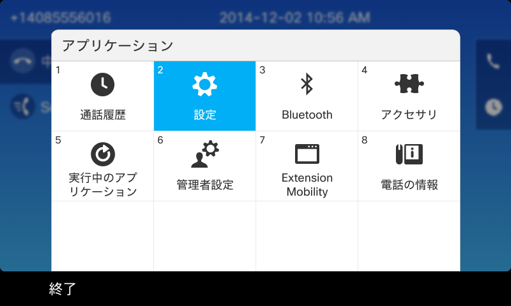 +14085556016
2014-12-02 10:56 AM
アプリケーション
1
通話履歴
2
設定
3
Bluetooth
4
アクセサリ
5
実行中のアプ
リケーション
6
管理者設定
7
Extension
Mobility
8
電話の情報
終了